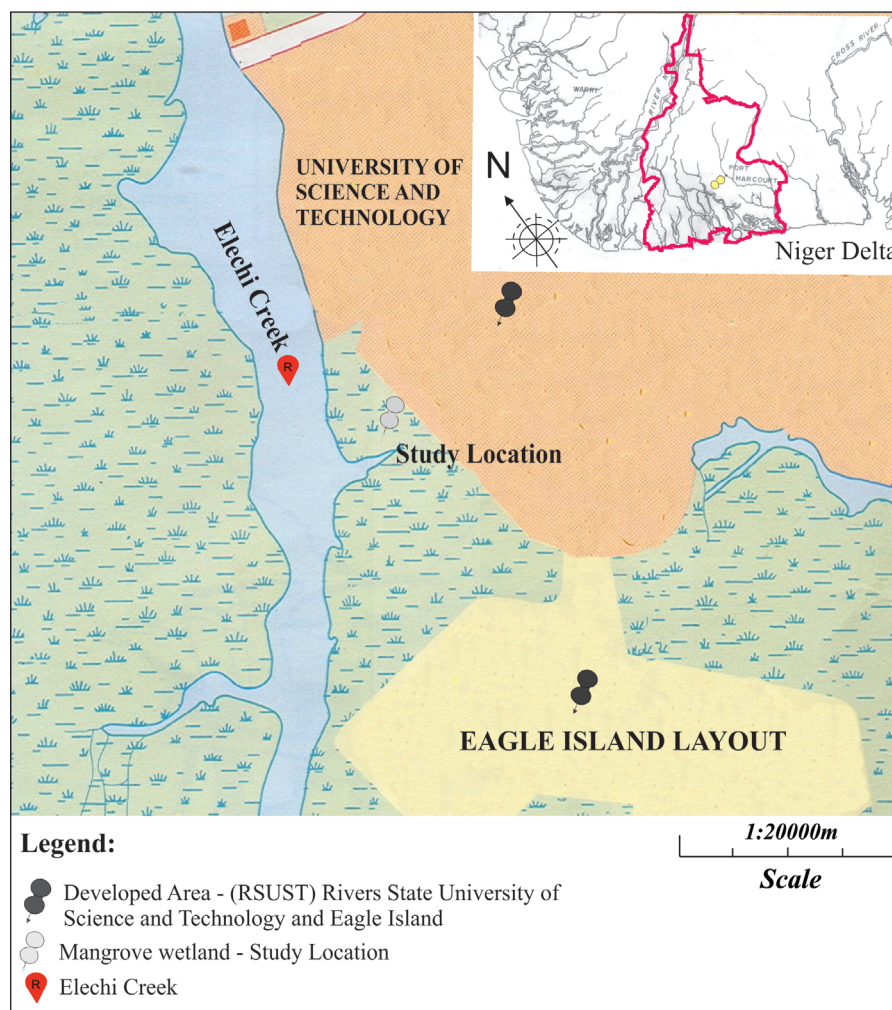 CROSS RIVER.
WARRI
RIVER N
PORT
HARCOURT
N
Niger Delta
UNIVERSITY OF
SCIENCE AND
TECHNOLOGY
Elechi Creek
R
Study Location
EAGLE ISLAND LAYOUT
1:20000m
Scale
Legend:
Developed Area - (RSUST) Rivers State University of
Science and Technology and Eagle Island
Mangrove wetland - Study Location
R
Elechi Creek